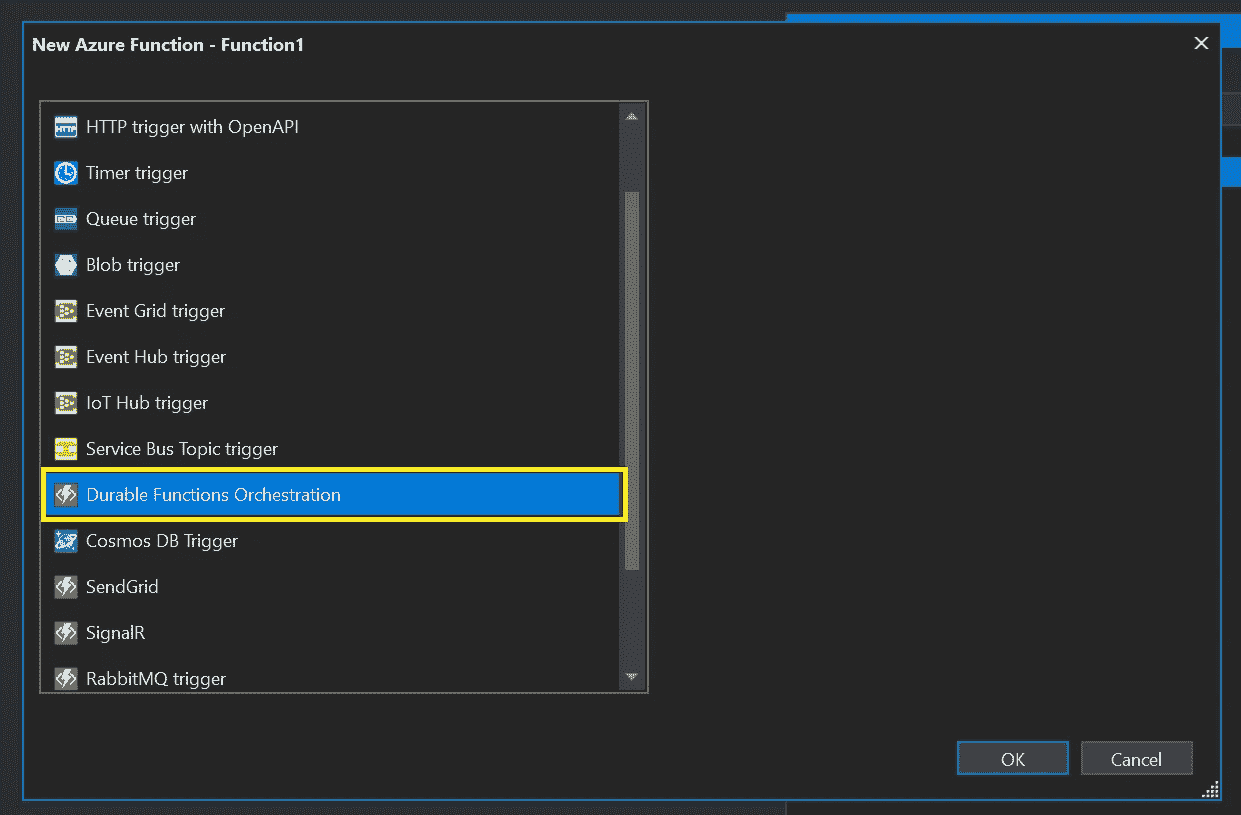 New Azure Function - Function1
HTTP trigger with OpenAPI
Timer trigger
Queue trigger
Blob trigger
Event Grid trigger
Event Hub trigger
IoT Hub trigger
Service Bus Topic trigger
Durable Functions Orchestration
Cosmos DB Trigger
SendGrid
SignalR
RabbitMQ trigger
OK Cancel